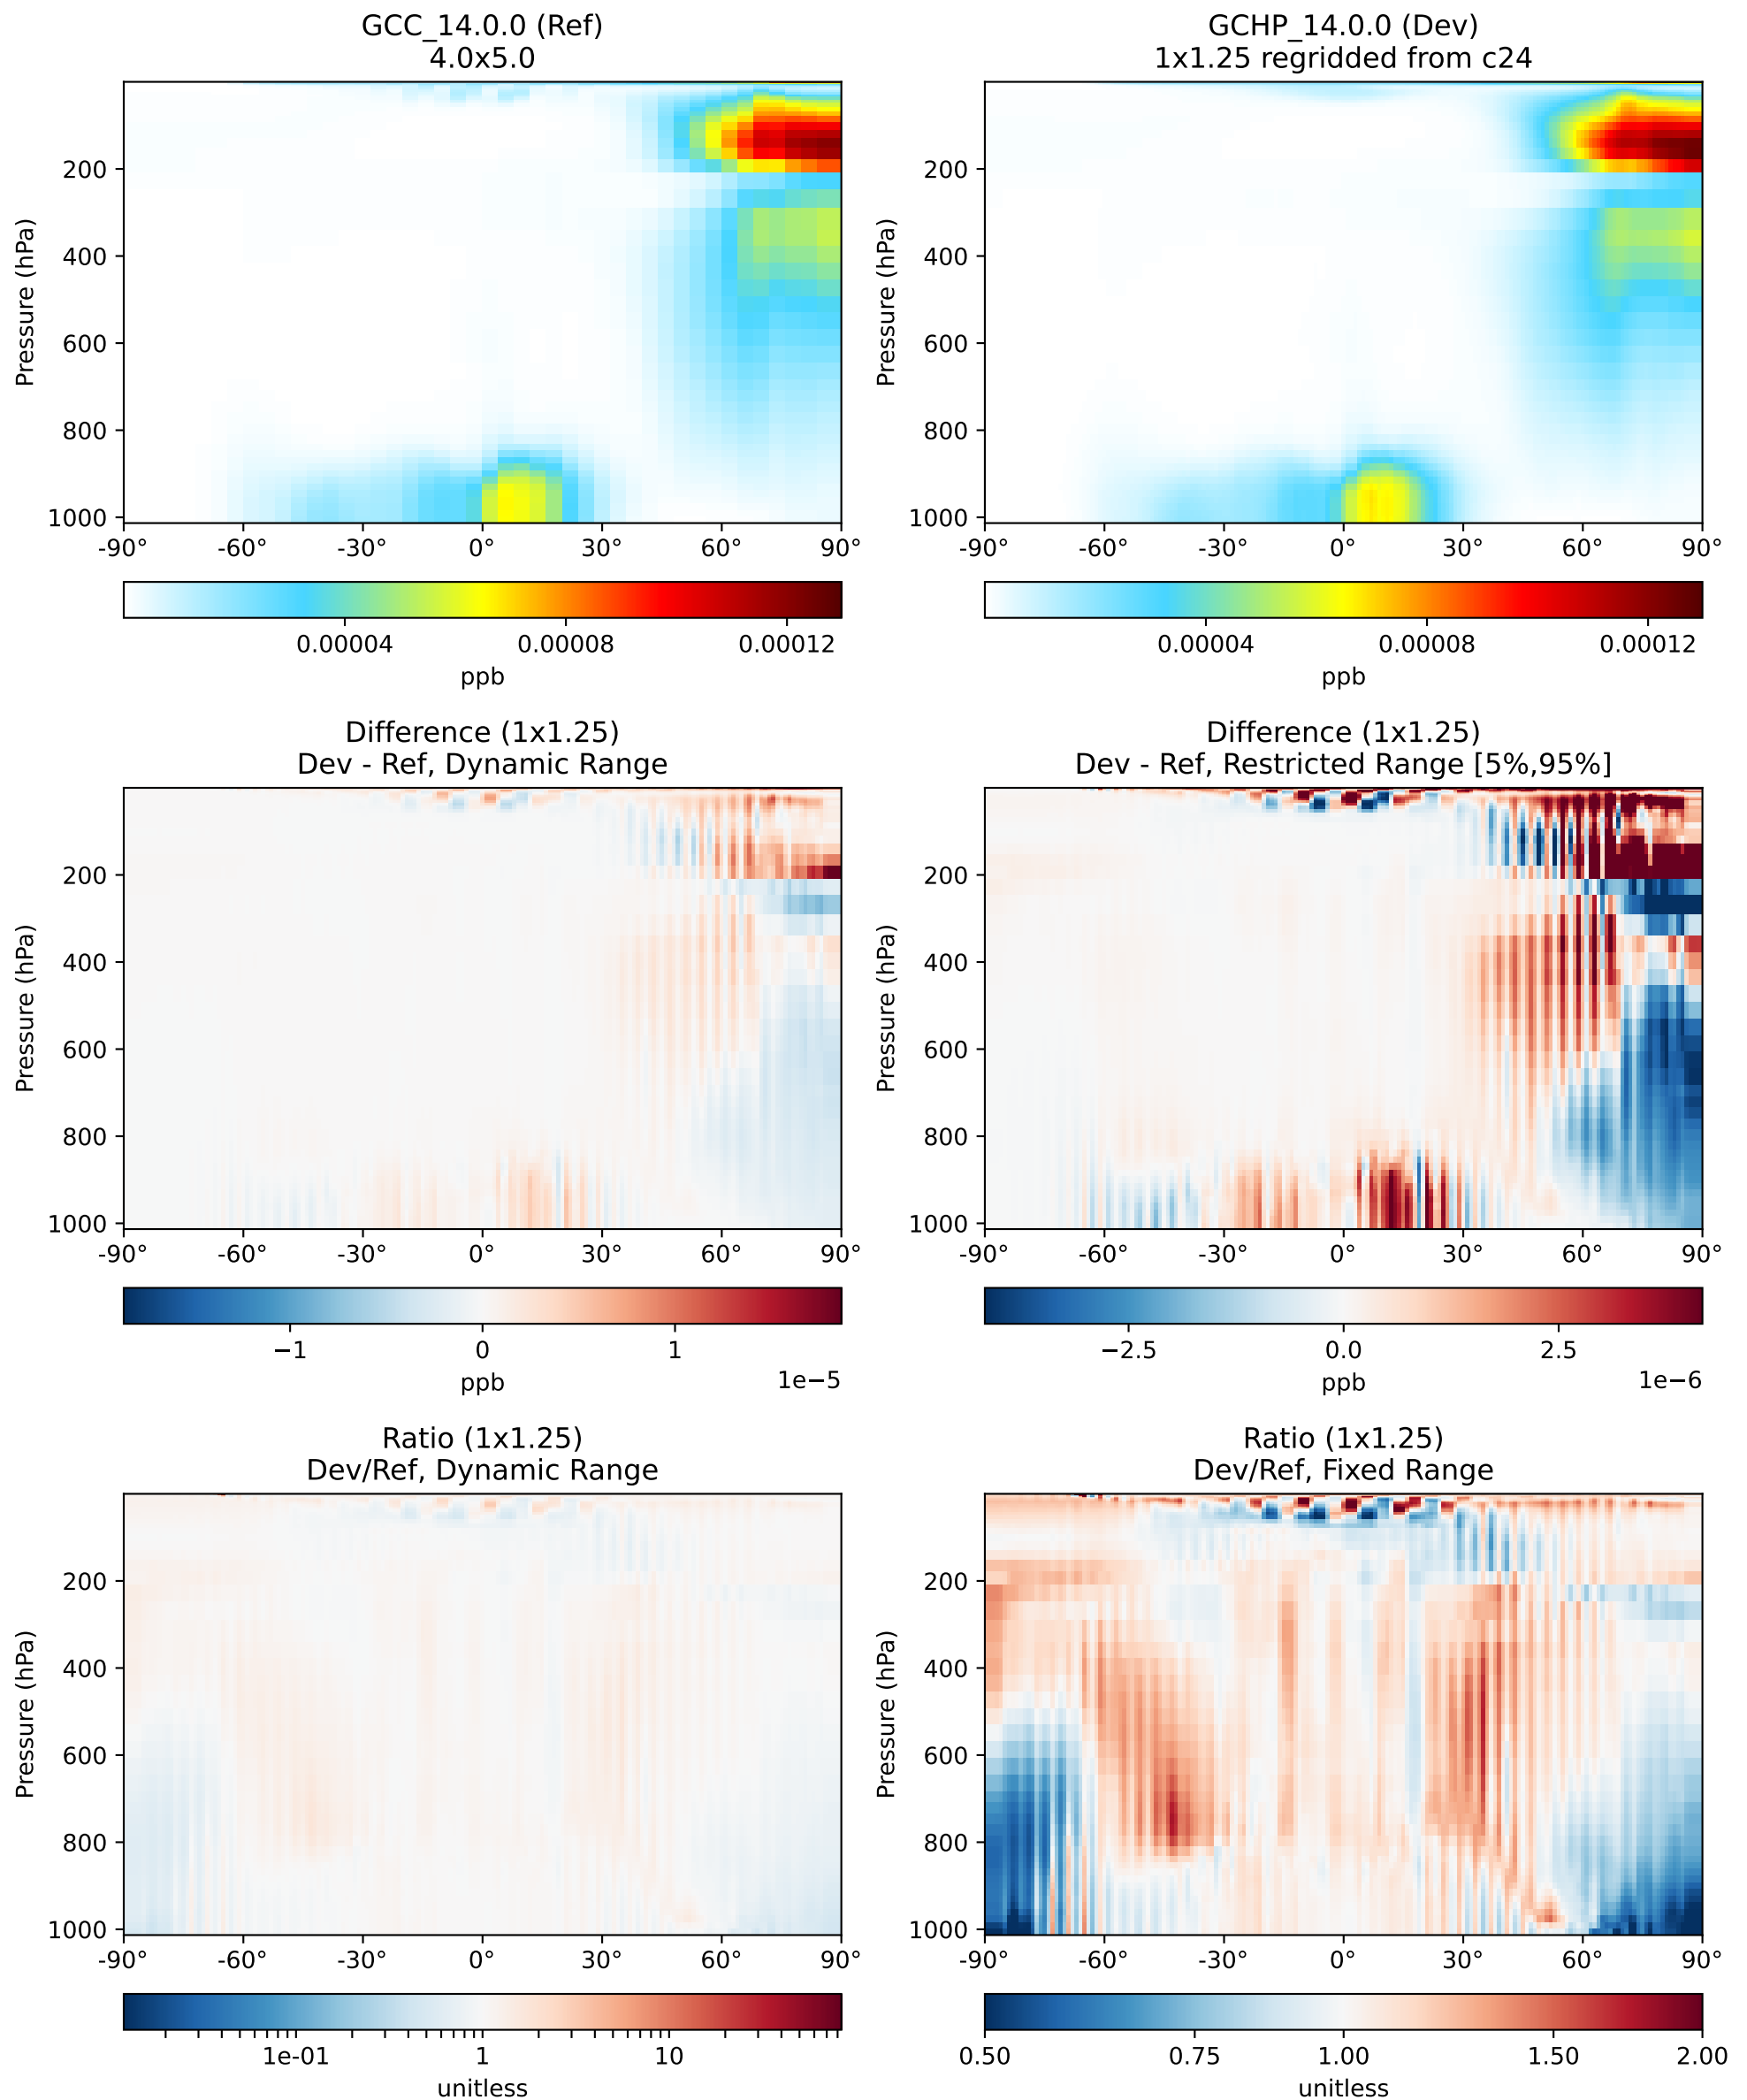 GCC_14.0.0 (Ref)
4.0x5.0
GCHP_14.0.0 (Dev)
1x1.25 regridded from c24
Pressure (hPa)
200
400
600
800
1000
-90° -60° -30° 0° 30° 60° 90°
0.00004 0.00008 0.00012
ppb
Pressure (hPa)
200
400
600
800
1000
-90° -60° -30° 0° 30° 60° 90°
0.00004 0.00008 0.00012
ppb
Difference (1x1.25)
Dev - Ref, Dynamic Range
Difference (1x1.25)
Dev - Ref, Restricted Range [5%,95%]
Pressure (hPa)
200
400
600
800
1000
-90° -60° -30° 0° 30° 60° 90°
−1 0 1
ppb
1e−5
Pressure (hPa)
200
400
600
800
1000
-90° -60° -30° 0° 30° 60° 90°
−2.5 0.0 2.5
ppb
1e−6
Ratio (1x1.25)
Dev/Ref, Dynamic Range
Ratio (1x1.25)
Dev/Ref, Fixed Range
Pressure (hPa)
200
400
600
800
1000
-90° -60° -30° 0° 30° 60° 90°
1e-01 1 10
unitless
Pressure (hPa)
200
400
600
800
1000
-90° -60° -30° 0° 30° 60° 90°
0.50 0.75 1.00 1.50 2.00
unitless